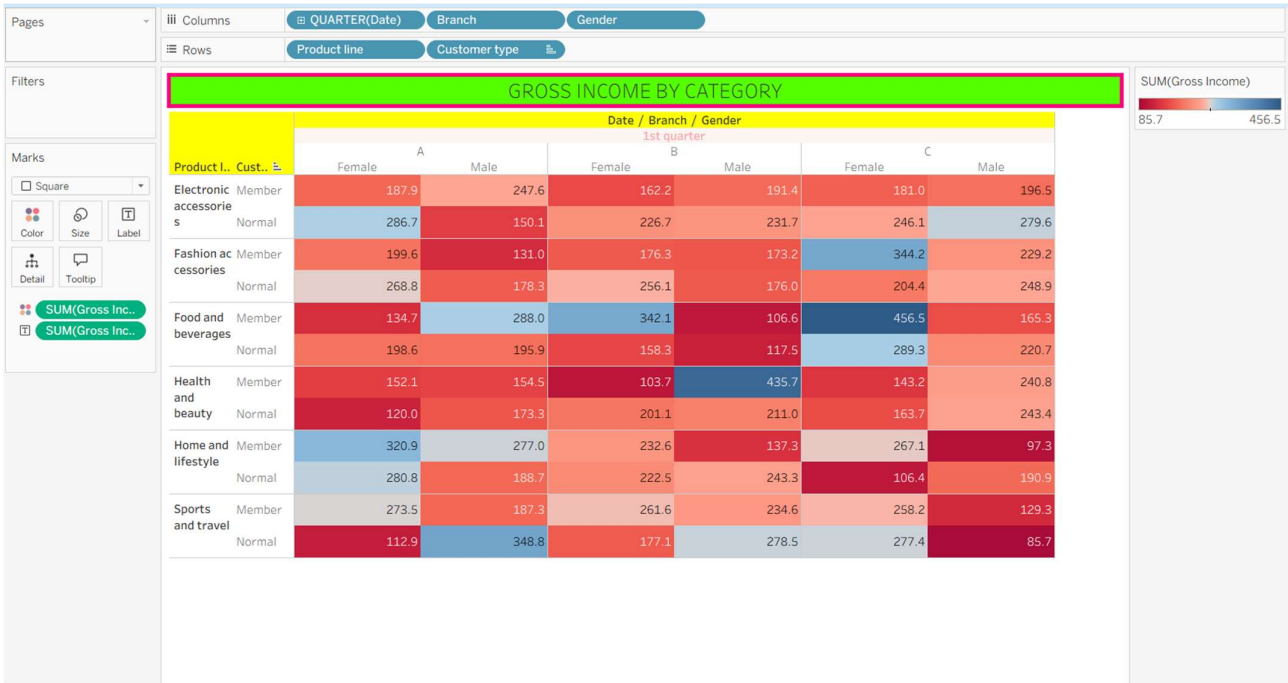 Pages
iii Columns
QUARTER(Date) Branch Gender
Rows
Product line Customer type
Filters
GROSS INCOME BY CATEGORY
SUM(Gross Income)
85.7 456.5
Marks
Square
Color Size Label
Detail Tooltip
SUM(Gross Inc..
SUM(Gross Inc..
Date / Branch / Gender
1st quarter
A B C
Product l.. Cust.. Female Male Female Male Female Male
Electronic accessories Member 187.9 247.6 162.2 191.4 181.0 196.5
Normal 286.7 150.1 226.7 231.7 246.1 279.6
Fashion accessories Member 199.6 131.0 176.3 173.2 344.2 229.2
Normal 268.8 178.3 256.1 176.0 204.4 248.9
Food and beverages Member 134.7 288.0 342.1 106.6 456.5 165.3
Normal 198.6 195.9 158.3 117.5 289.3 220.7
Health and beauty Member 152.1 154.5 103.7 435.7 143.2 240.8
Normal 120.0 173.3 201.1 211.0 163.7 243.4
Home and lifestyle Member 320.9 277.0 232.6 137.3 267.1 97.3
Normal 280.8 188.7 222.5 243.3 106.4 190.9
Sports and travel Member 273.5 187.3 261.6 234.6 258.2 129.3
Normal 112.9 348.8 177.1 278.5 277.4 85.7